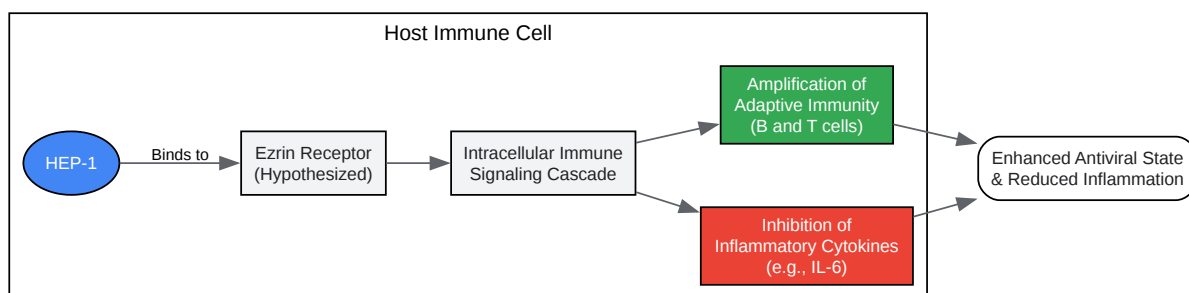 Host Immune Cell
HEP-1
Binds to
Ezrin Receptor
(Hypothesized)
Intracellular Immune
Signaling Cascade
Amplification of
Adaptive Immunity
(B and T cells)
Inhibition of
Inflammatory Cytokines
(e.g., IL-6)
Enhanced Antiviral State
& Reduced Inflammation